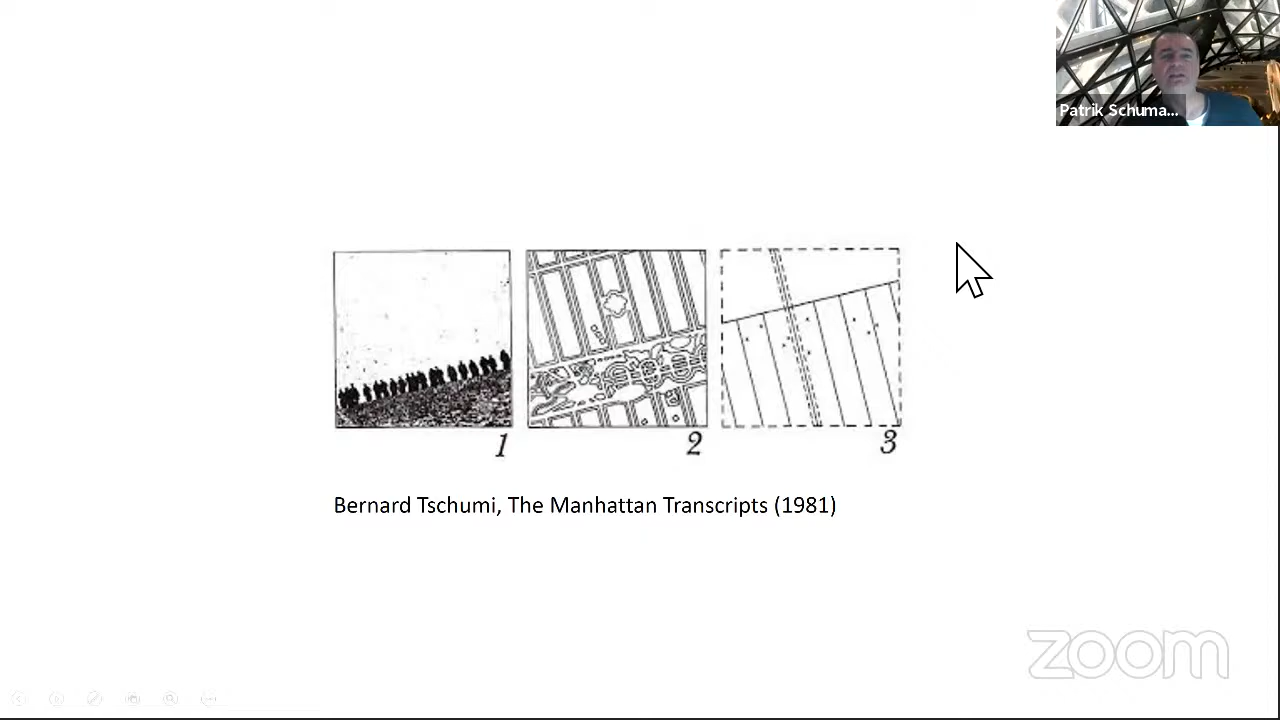 Patrik Schuma...
1 2 3
Bernard Tschumi, The Manhattan Transcripts (1981)
zoom